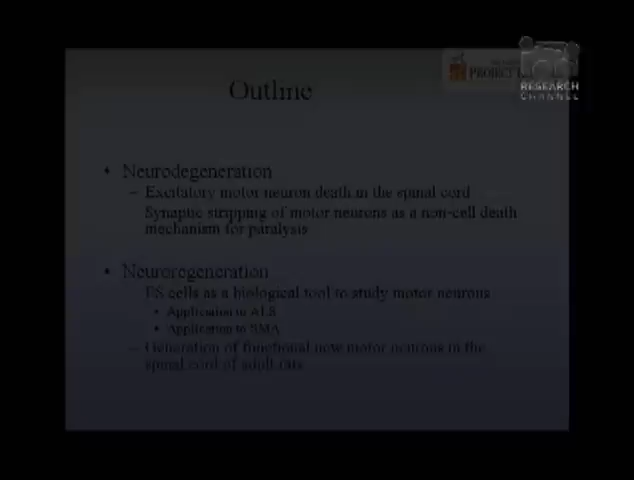 RESEARCH
CHANNEL
PROJECT
Outline
• Neurodegeneration
– Excitatory motor neuron death in the spinal cord
Synaptic stripping of motor neurons as a non-cell death
mechanism for paralysis
• Neuroregeneration
ES cells as a biological tool to study motor neurons
• Application to ALS
• Application to SMA
– Generation of functional new motor neurons in the
spinal cord of adult rats